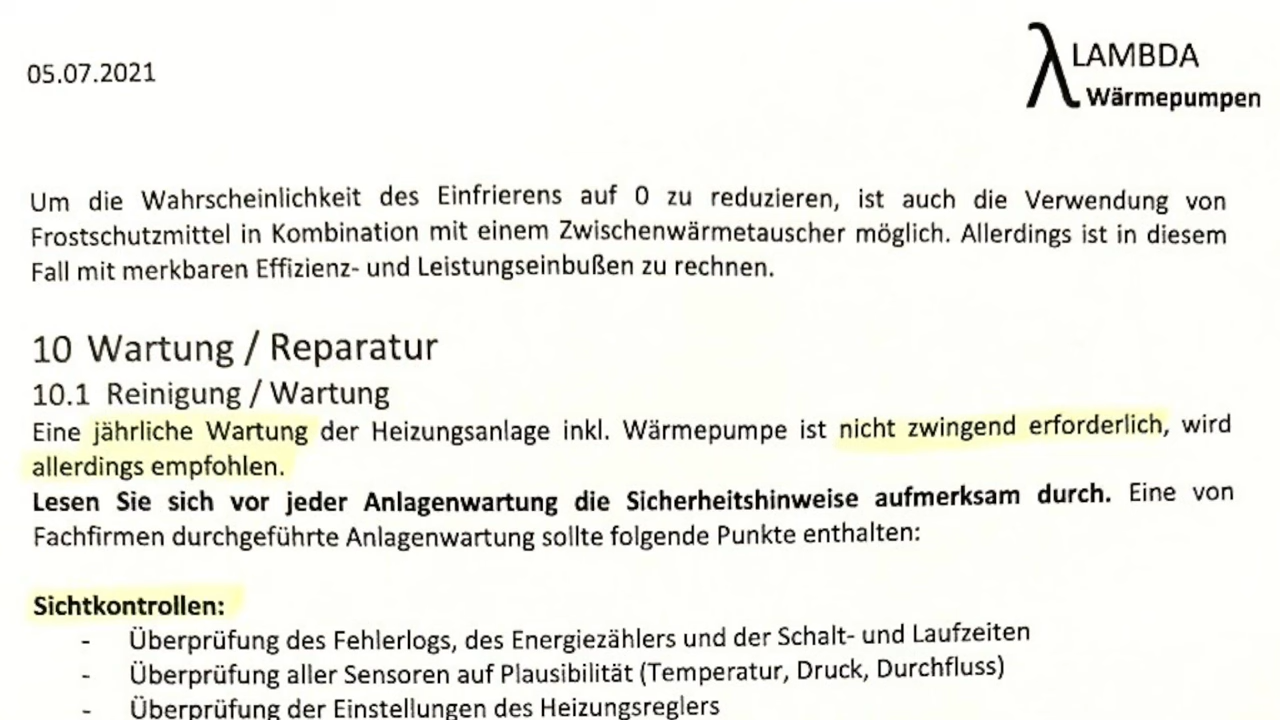 05.07.2021
λ LAMBDA
Wärmepumpen
Um die Wahrscheinlichkeit des Einfrierens auf 0 zu reduzieren, ist auch die Verwendung von
Frostschutzmittel in Kombination mit einem Zwischenwärmetauscher möglich. Allerdings ist in diesem
Fall mit merkbaren Effizienz- und Leistungseinbußen zu rechnen.
10 Wartung / Reparatur
10.1 Reinigung / Wartung
Eine jährliche Wartung der Heizungsanlage inkl. Wärmepumpe ist nicht zwingend erforderlich, wird
allerdings empfohlen.
Lesen Sie sich vor jeder Anlagenwartung die Sicherheitshinweise aufmerksam durch. Eine von
Fachfirmen durchgeführte Anlagenwartung sollte folgende Punkte enthalten:
Sichtkontrollen:
- Überprüfung des Fehlerlogs, des Energiezählers und der Schalt- und Laufzeiten
- Überprüfung aller Sensoren auf Plausibilität (Temperatur, Druck, Durchfluss)
- Überprüfung der Einstellungen des Heizungsreglers